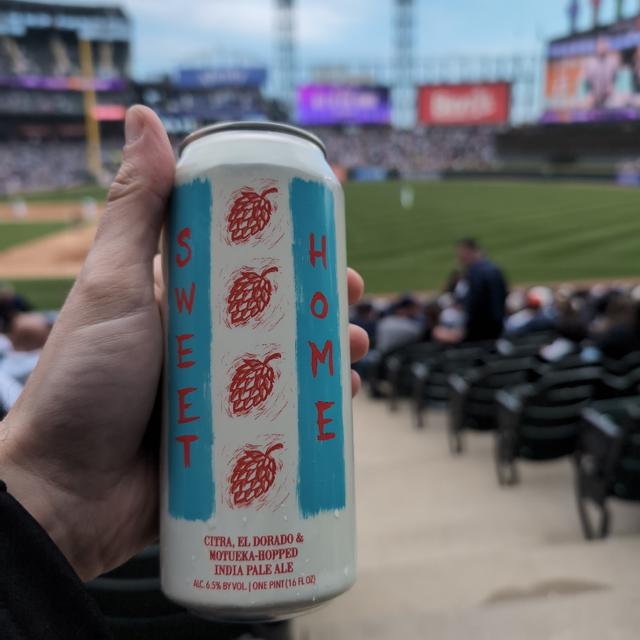 SWEET
HOME
CITRA, EL DORADO &
MOTUEKA-HOPPED
INDIA PALE ALE
ALC. 6.5% BY VOL. | ONE PINT (16 FL OZ)